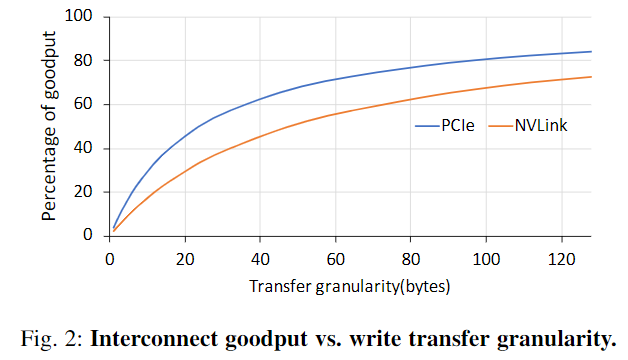 100
80
60
40
20
0
Percentage of goodput
PCIe NVLink
0 20 40 60 80 100 120
Transfer granularity(bytes)
Fig. 2: Interconnect goodput vs. write transfer granularity.